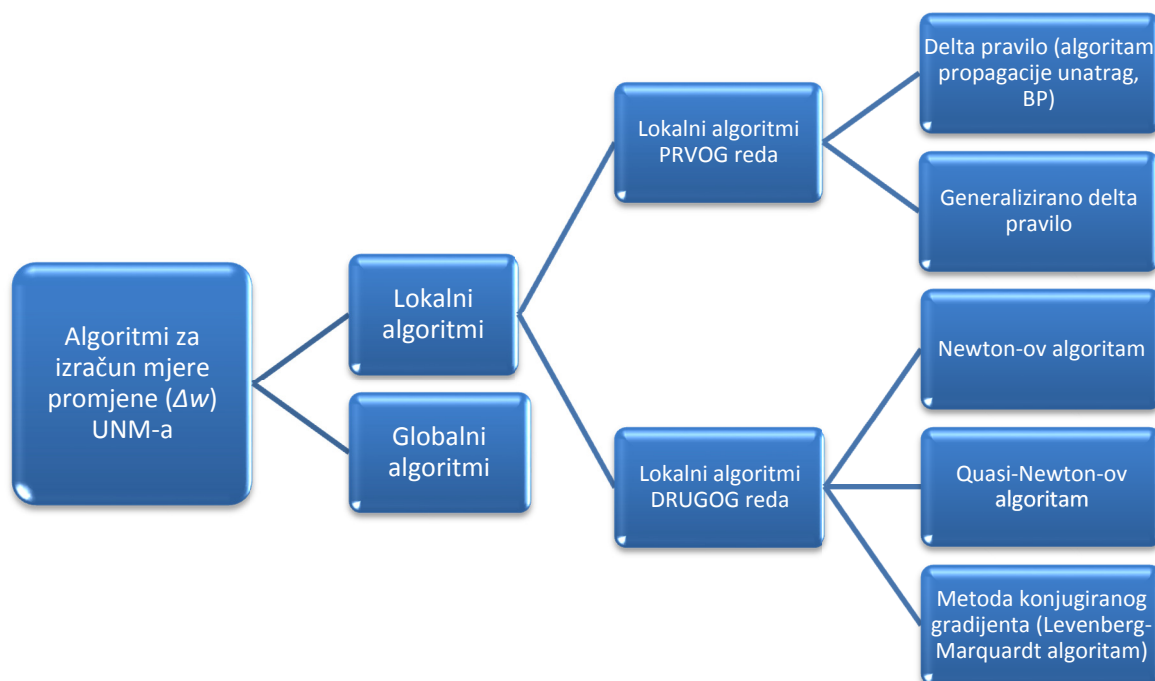 Algoritmi za
izračun mjere
promjene (Δw)
UNM-a
Lokalni
algoritmi
Globalni
algoritmi
Lokalni algoritmi
PRVOG reda
Lokalni algoritmi
DRUGOG reda
Delta pravilo (algoritam
propagacije unatrag,
BP)
Generalizirano delta
pravilo
Newton-ov algoritam
Quasi-Newton-ov
algoritam
Metoda konjugiranog
gradijenta (Levenberg-
Marquardt algoritam)